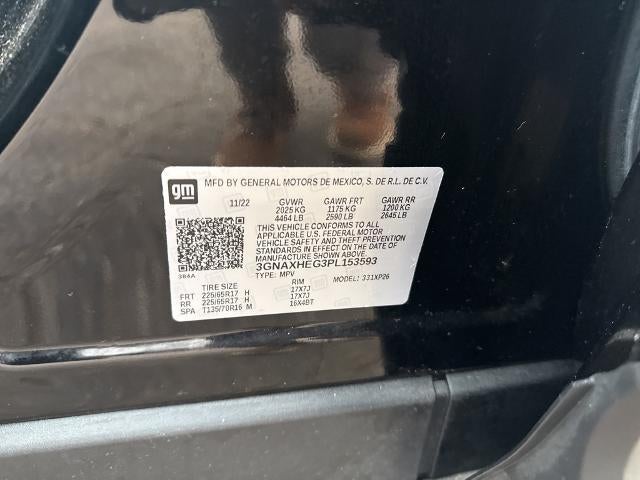 gm MFD BY GENERAL MOTORS DE MEXICO, S. DE R.L. DE C.V.
11/22 GVWR GAWR FRT GAWR RR
2025 KG 1175 KG 1200 KG
4464 LB 2590 LB 2645 LB
THIS VEHICLE CONFORMS TO ALL
APPLICABLE U.S. FEDERAL MOTOR
VEHICLE SAFETY AND THEFT PREVENTION
STANDARDS IN EFFECT ON THE DATE OF
MANUFACTURE SHOWN ABOVE.
3GNAXHEG3PL153593
384A TYPE: MPV MODEL: 331XP26
TIRE SIZE RIM
FRT 225/65R17 H 17X7J
RR 225/65R17 H 17X7J
SPA T135/70R16 M 16X4BT